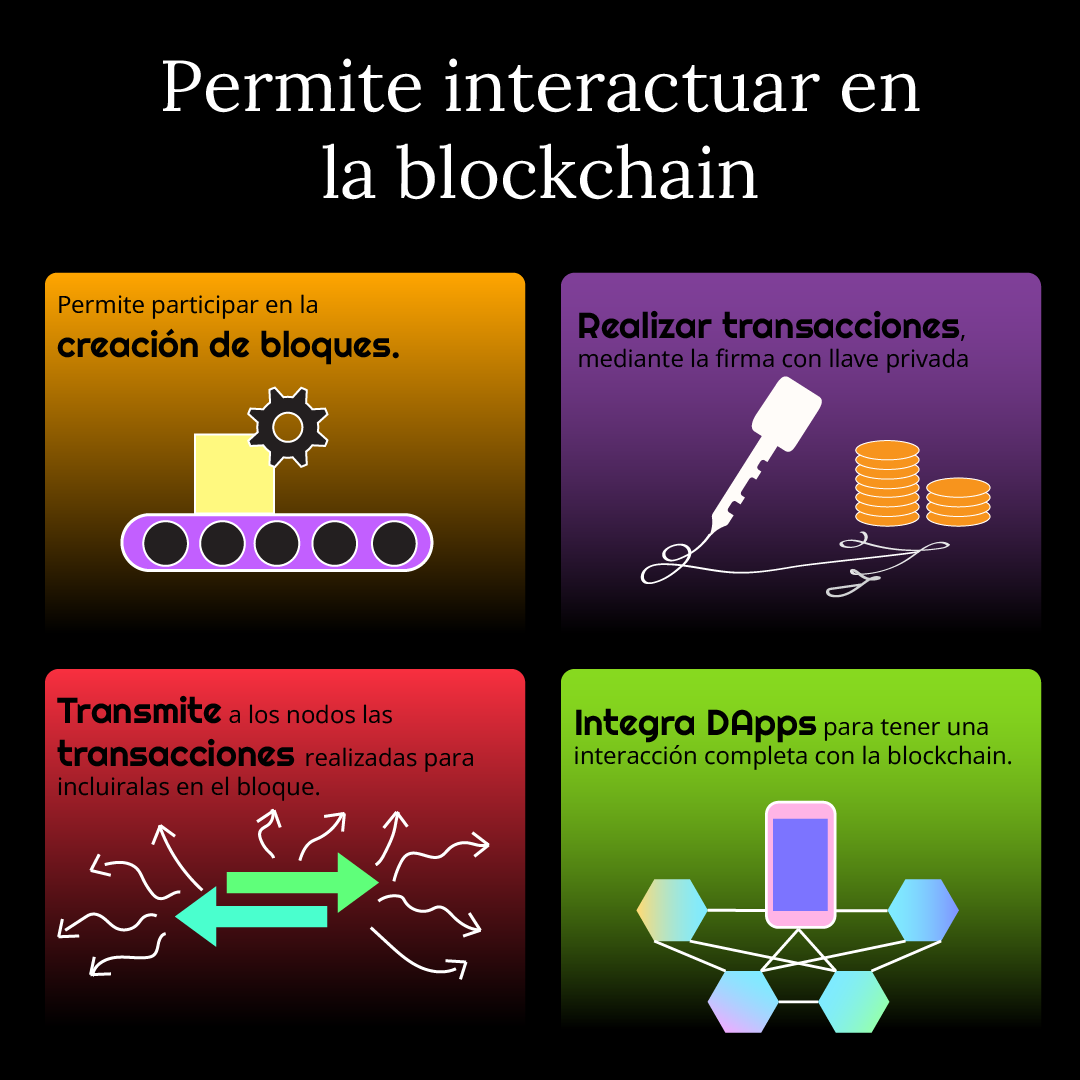 Permite interactuar en
la blockchain
Permite participar en la
creación de bloques.
Realizar transacciones,
mediante la firma con llave privada
Transmite a los nodos las
transacciones realizadas para
incluiralas en el bloque.
Integra DApps para tener una
interacción completa con la blockchain.